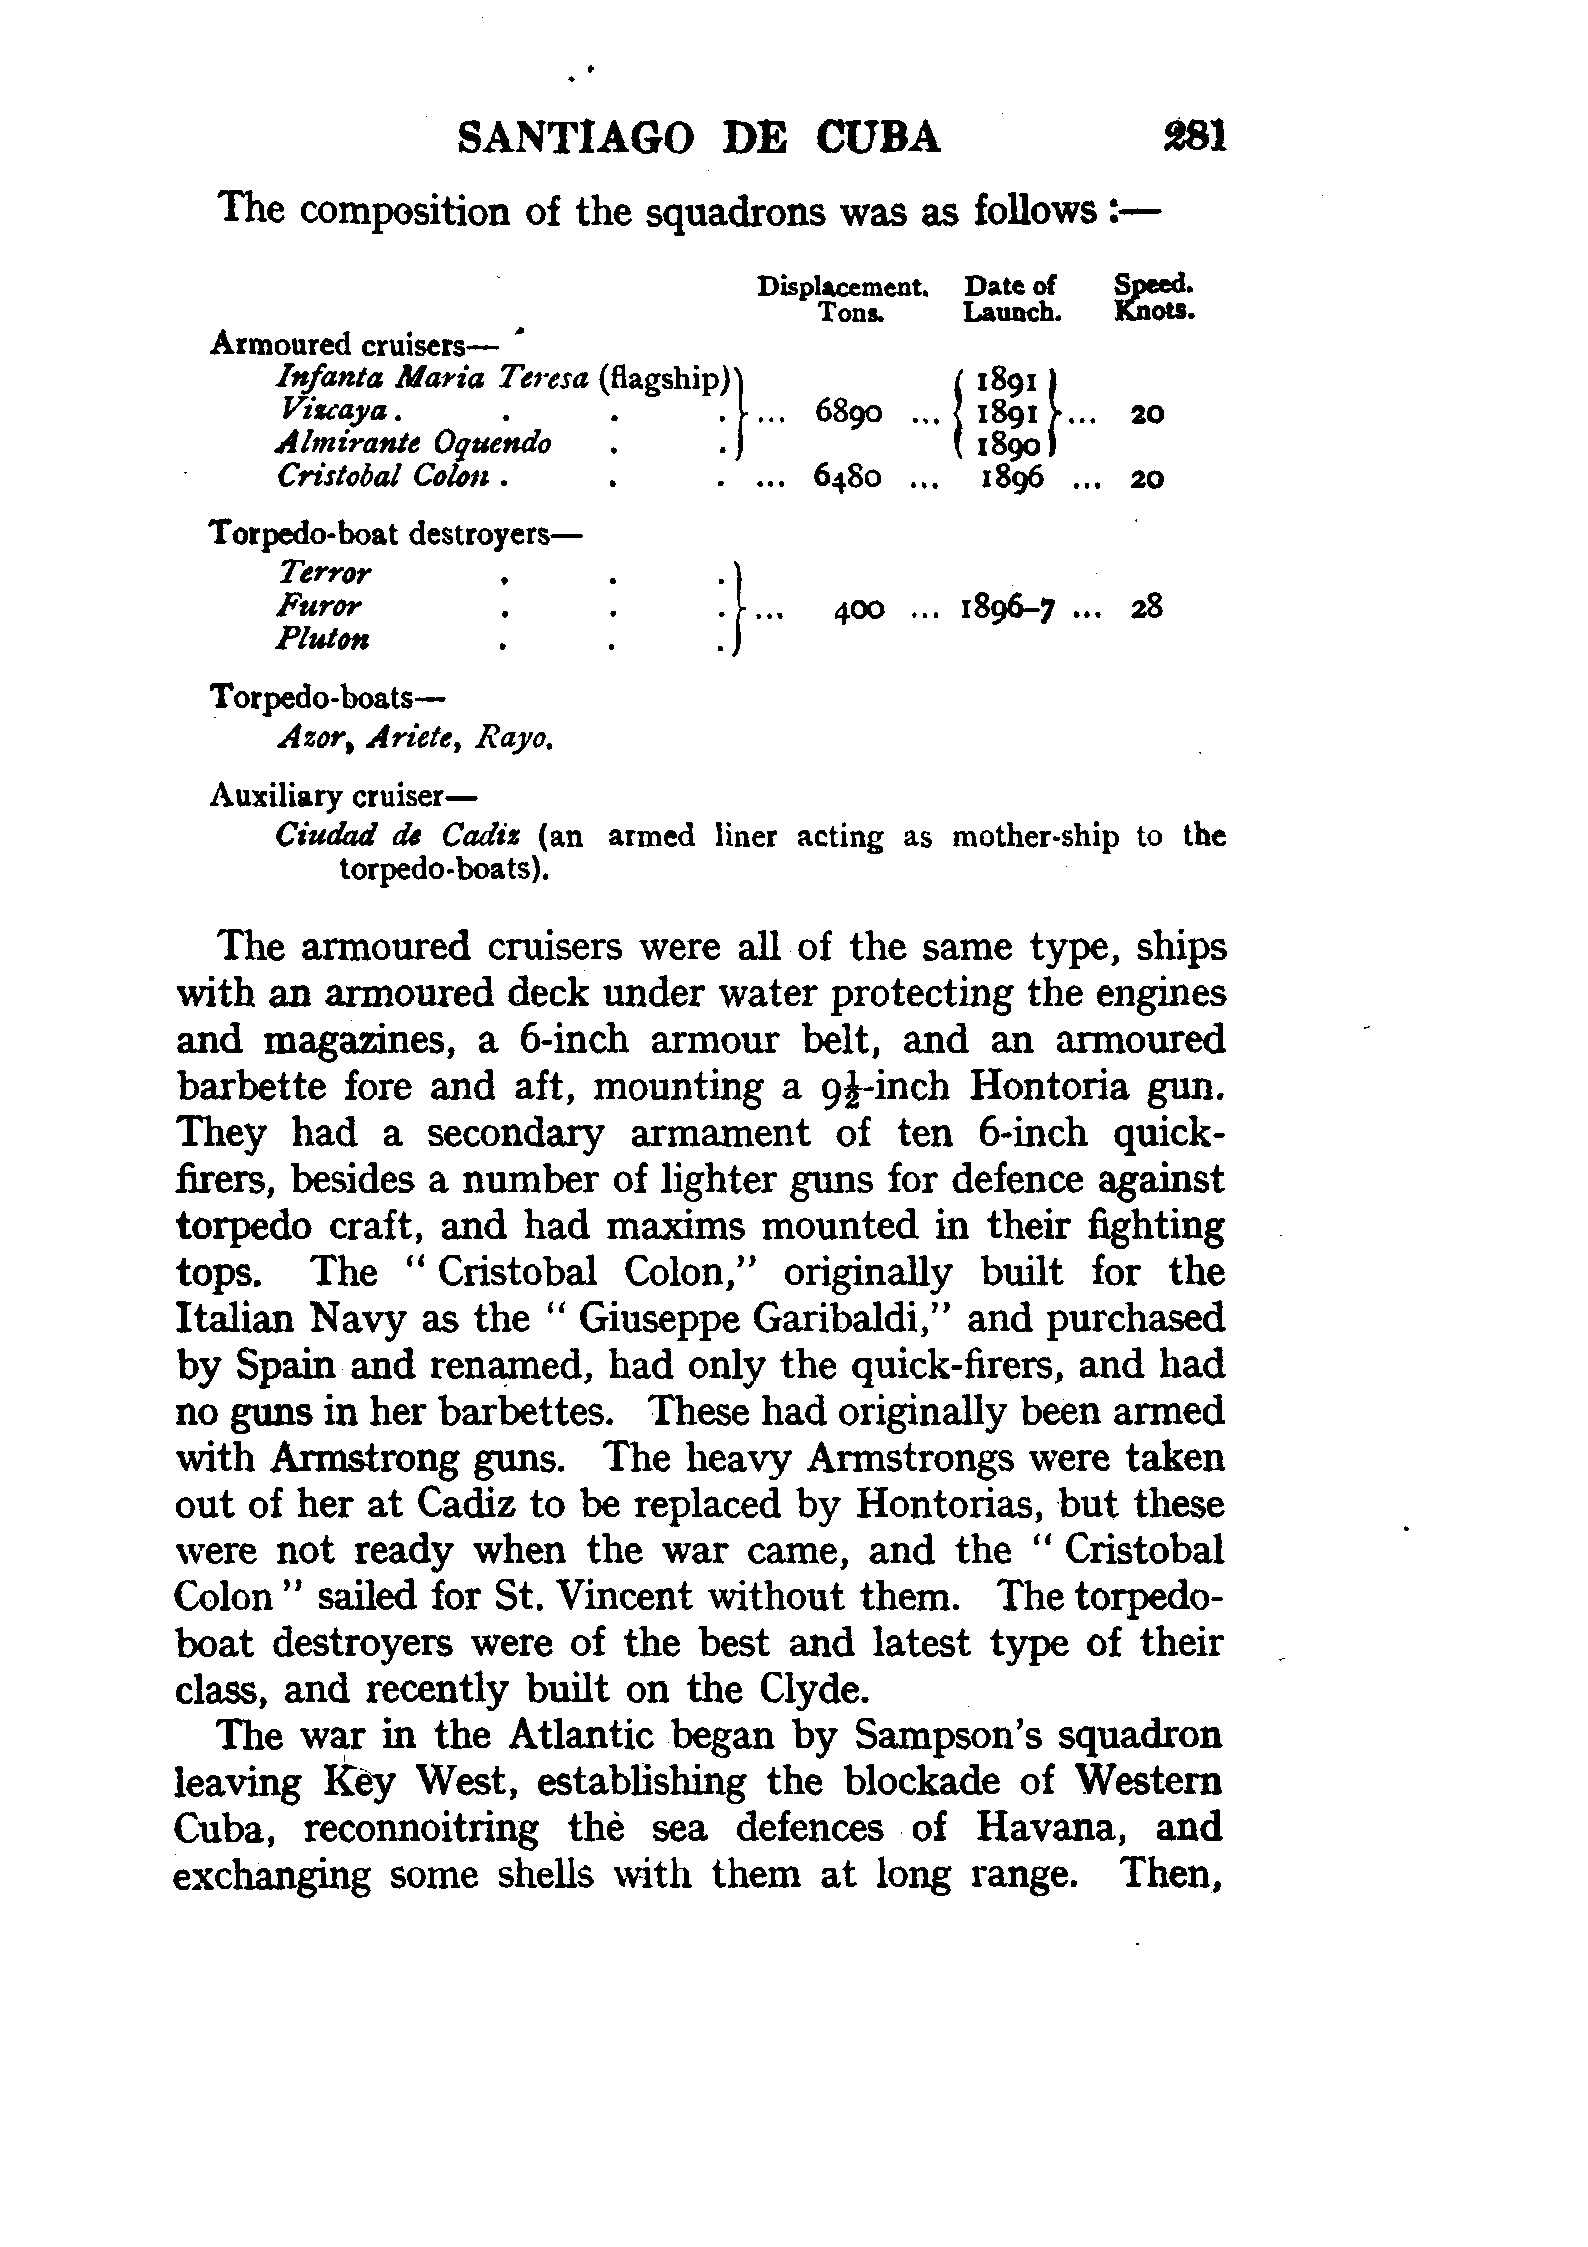 SANTIAGO DE CUBA 281
The composition of the squadrons was as follows :—
Displacement. Date of Speed.
Tons. Launch. Knots.
Armoured cruisers—
Infanta Maria Teresa (flagship) 1891
Viscaya . . . . ... 6890 ... 1891 ... 20
Almirante Oquendo . . 1890
Cristobal Colon . . . ... 6480 ... 1896 ... 20
Torpedo-boat destroyers—
Terror . . .
Furor . . . ... 400 ... 1896-7 ... 28
Pluton . . .
Torpedo-boats—
Azor, Ariete, Rayo.
Auxiliary cruiser—
Ciudad de Cadiz (an armed liner acting as mother-ship to the
torpedo-boats).
The armoured cruisers were all of the same type, ships
with an armoured deck under water protecting the engines
and magazines, a 6-inch armour belt, and an armoured
barbette fore and aft, mounting a 9½-inch Hontoria gun.
They had a secondary armament of ten 6-inch quick-
firers, besides a number of lighter guns for defence against
torpedo craft, and had maxims mounted in their fighting
tops. The " Cristobal Colon," originally built for the
Italian Navy as the " Giuseppe Garibaldi," and purchased
by Spain and renamed, had only the quick-firers, and had
no guns in her barbettes. These had originally been armed
with Armstrong guns. The heavy Armstrongs were taken
out of her at Cadiz to be replaced by Hontorias, but these
were not ready when the war came, and the " Cristobal
Colon " sailed for St. Vincent without them. The torpedo-
boat destroyers were of the best and latest type of their
class, and recently built on the Clyde.
The war in the Atlantic began by Sampson's squadron
leaving Key West, establishing the blockade of Western
Cuba, reconnoitring the sea defences of Havana, and
exchanging some shells with them at long range. Then,